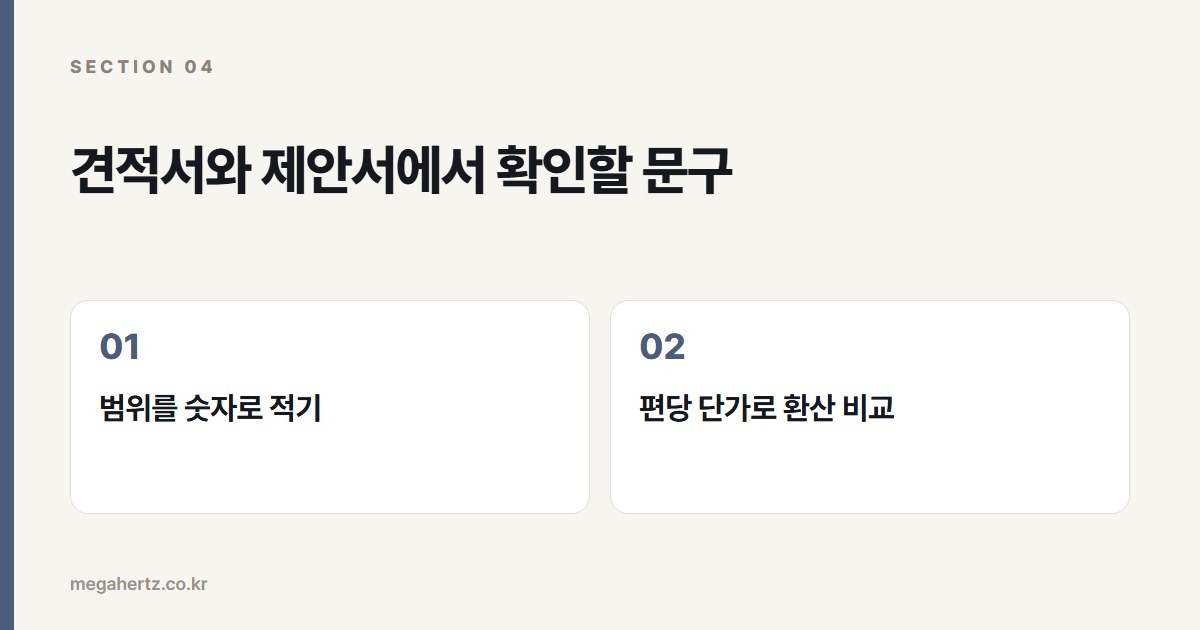 SECTION 04
견적서와 제안서에서 확인할 문구
01
범위를 숫자로 적기
02
편당 단가로 환산 비교
megahertz.co.kr